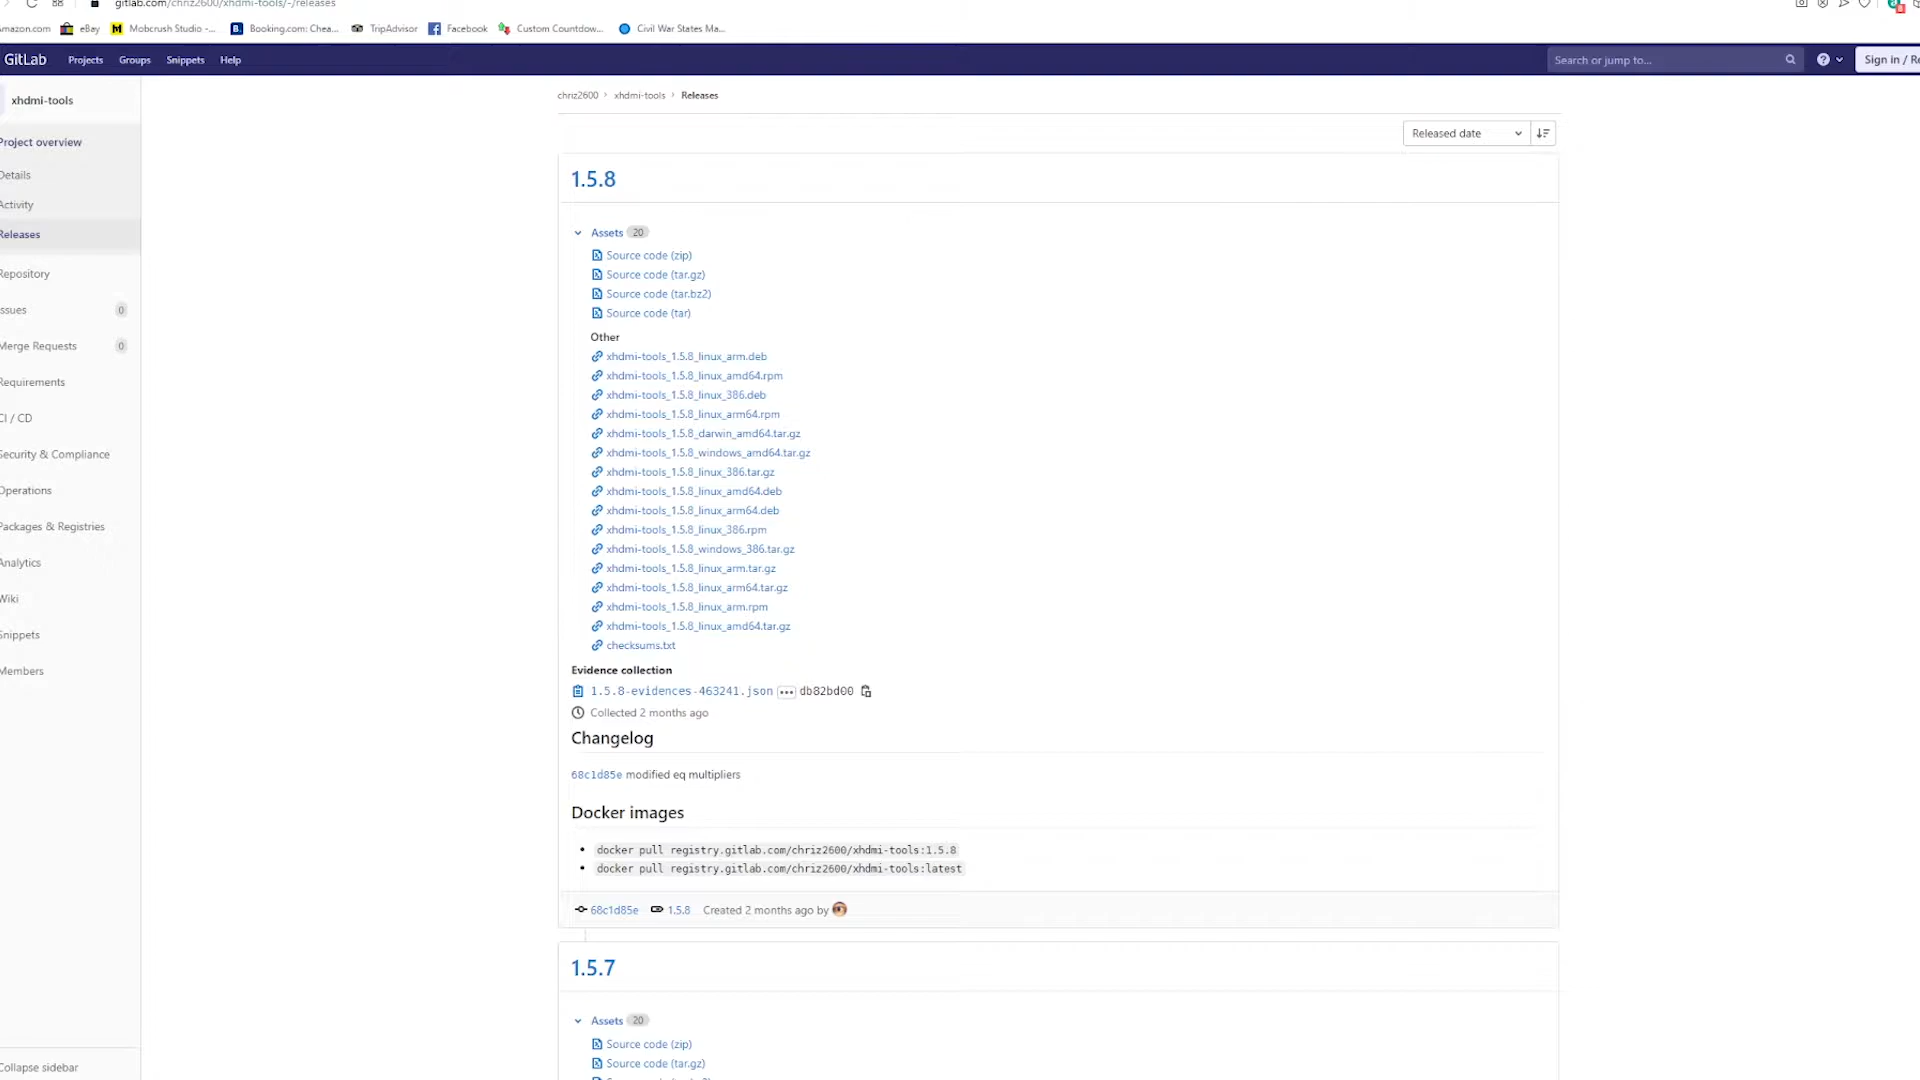 gitlab.com/chriz2600/xhdmi-tools/-/releases
mazon.com eBay Mobcrush Studio -... Booking.com: Chea... TripAdvisor Facebook Custom Countdow... Civil War States Ma...
GitLab Projects Groups Snippets Help Search or jump to... Sign in / Re
xhdmi-tools
Project overview
Details
Activity
Releases
Repository
Issues 0
Merge Requests 0
Requirements
CI / CD
Security & Compliance
Operations
Packages & Registries
Analytics
Wiki
Snippets
Members
Collapse sidebar
chriz2600 › xhdmi-tools › Releases
Released date
1.5.8
Assets 20
Source code (zip)
Source code (tar.gz)
Source code (tar.bz2)
Source code (tar)
Other
xhdmi-tools_1.5.8_linux_arm.deb
xhdmi-tools_1.5.8_linux_amd64.rpm
xhdmi-tools_1.5.8_linux_386.deb
xhdmi-tools_1.5.8_linux_arm64.rpm
xhdmi-tools_1.5.8_darwin_amd64.tar.gz
xhdmi-tools_1.5.8_windows_amd64.tar.gz
xhdmi-tools_1.5.8_linux_386.tar.gz
xhdmi-tools_1.5.8_linux_amd64.deb
xhdmi-tools_1.5.8_linux_arm64.deb
xhdmi-tools_1.5.8_linux_386.rpm
xhdmi-tools_1.5.8_windows_386.tar.gz
xhdmi-tools_1.5.8_linux_arm.tar.gz
xhdmi-tools_1.5.8_linux_arm64.tar.gz
xhdmi-tools_1.5.8_linux_arm.rpm
xhdmi-tools_1.5.8_linux_amd64.tar.gz
checksums.txt
Evidence collection
1.5.8-evidences-463241.json ••• db82bd00
Collected 2 months ago
Changelog
68c1d85e modified eq multipliers
Docker images
• docker pull registry.gitlab.com/chriz2600/xhdmi-tools:1.5.8
• docker pull registry.gitlab.com/chriz2600/xhdmi-tools:latest
68c1d85e 1.5.8 Created 2 months ago by
1.5.7
Assets 20
Source code (zip)
Source code (tar.gz)